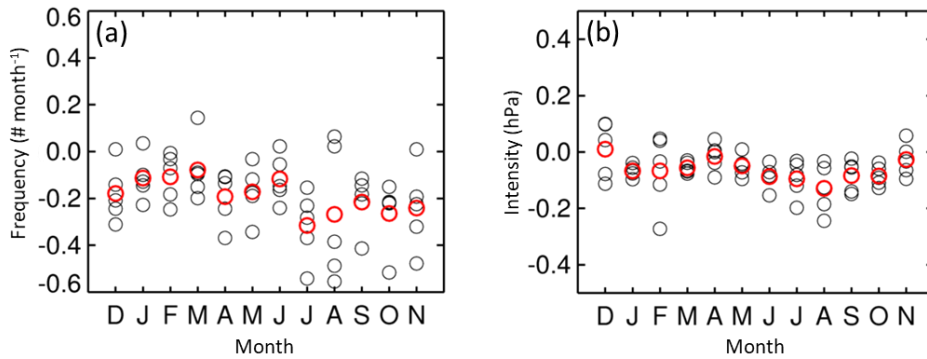 (a)
Frequency (# month⁻¹)
0.6
0.4
0.2
0.0
-0.2
-0.4
-0.6
D J F M A M J J A S O N
Month
(b)
Intensity (hPa)
0.4
0.2
0.0
-0.2
-0.4
D J F M A M J J A S O N
Month